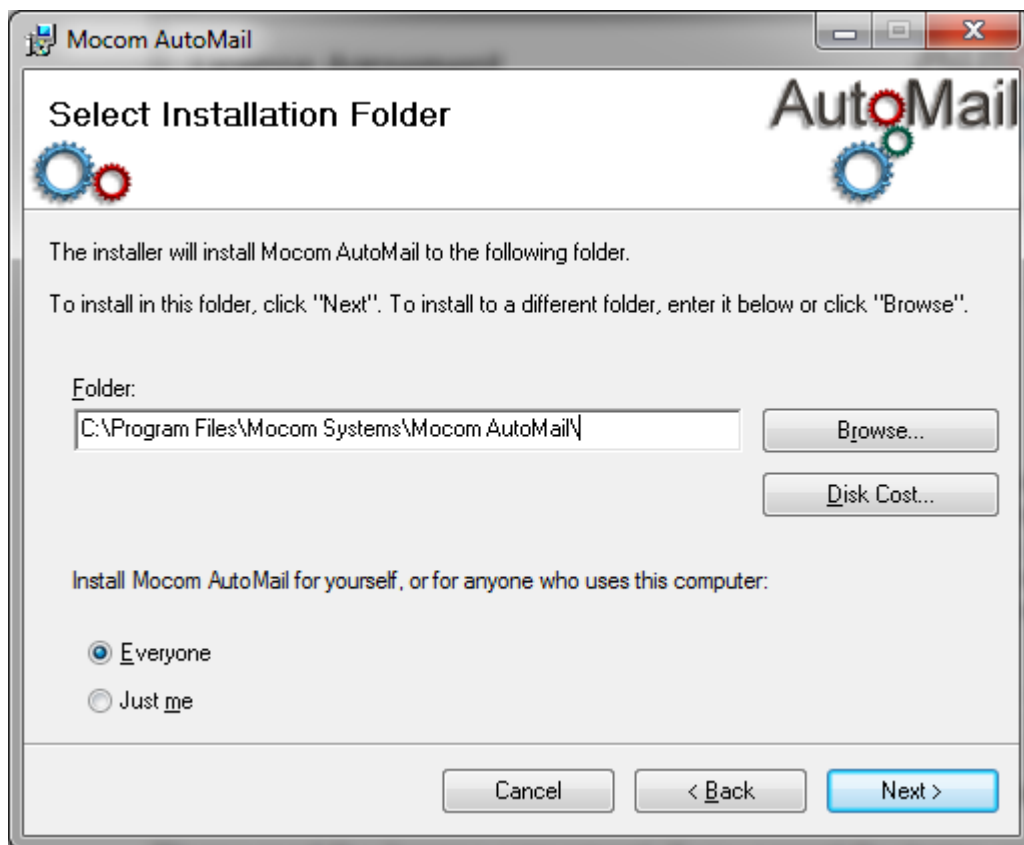 Mocom AutoMail
Select Installation Folder
AutoMail
The installer will install Mocom AutoMail to the following folder.
To install in this folder, click "Next". To install to a different folder, enter it below or click "Browse".
Folder:
C:\Program Files\Mocom Systems\Mocom AutoMail\
Browse...
Disk Cost...
Install Mocom AutoMail for yourself, or for anyone who uses this computer:
Everyone
Just me
Cancel
< Back
Next >